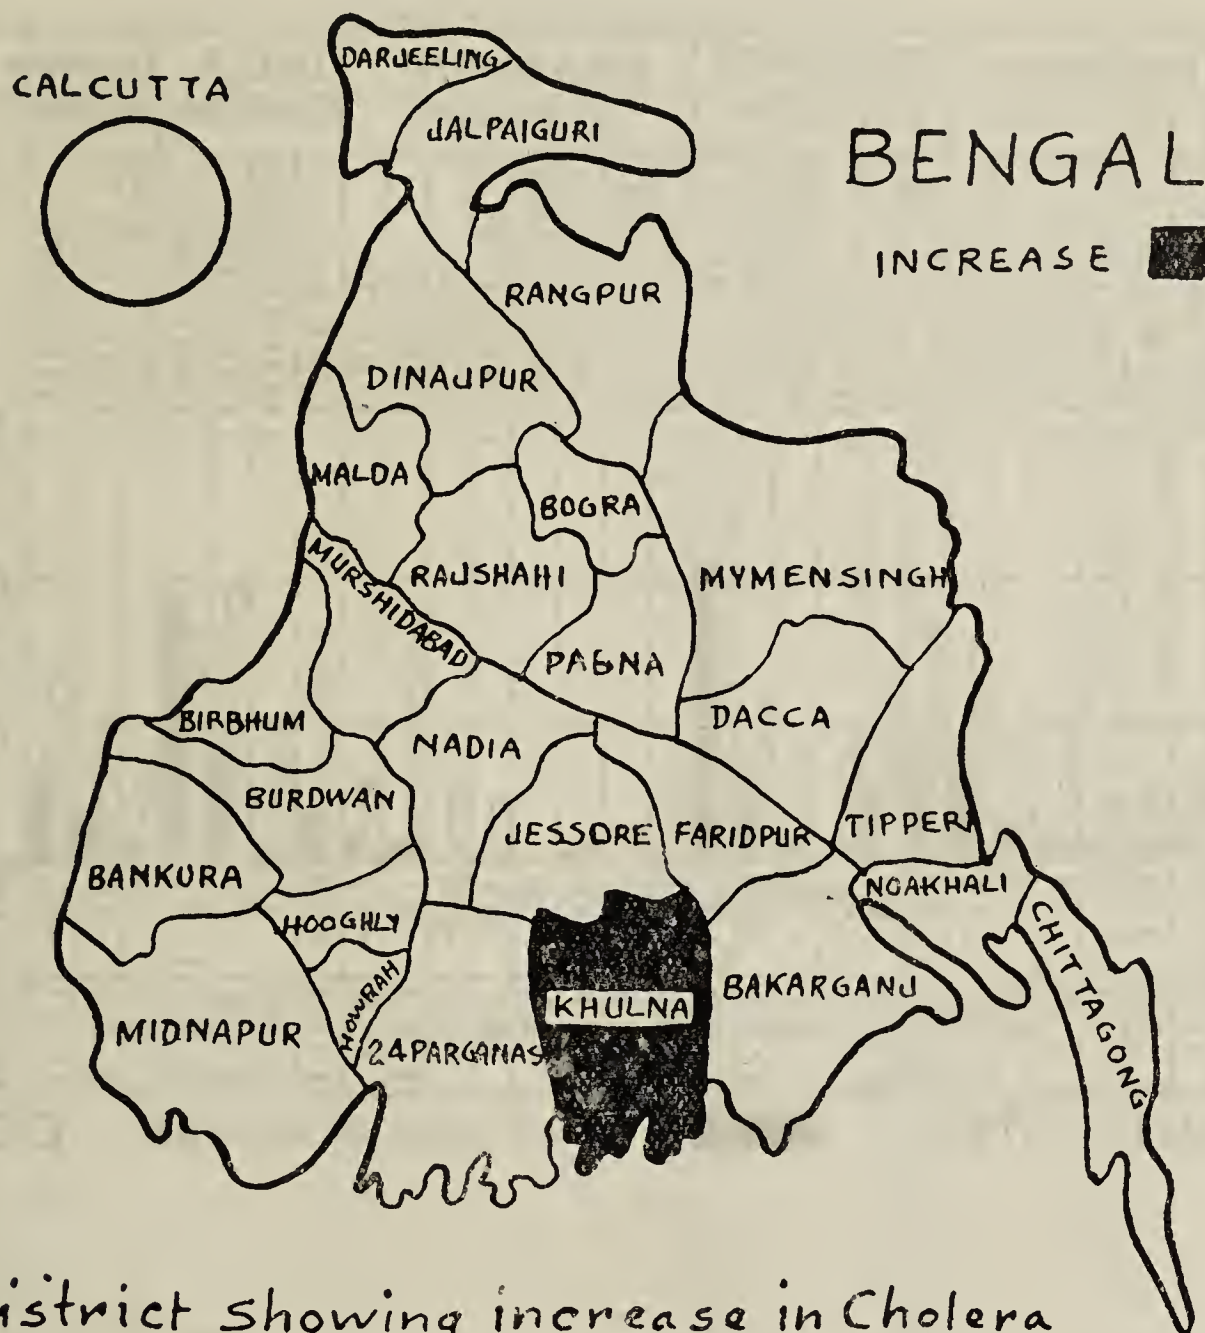 DARJEELING
CALCUTTA
JALPAIGURI
BENGAL
INCREASE
RANGPUR
DINAJPUR
MALDA
BOGRA
MURSHIDABAD
RAJSHAHI
MYMENSINGH
PABNA
BIRBHUM
NADIA
DACCA
BURDWAN
JESSORE
FARIDPUR
TIPPERA
BANKURA
NOAKHALI
HOOGHLY
CHITTAGONG
HOWRAH
KHULNA
BAKARGANJ
MIDNAPUR
24 PARGANAS
istrict showing increase in Cholera